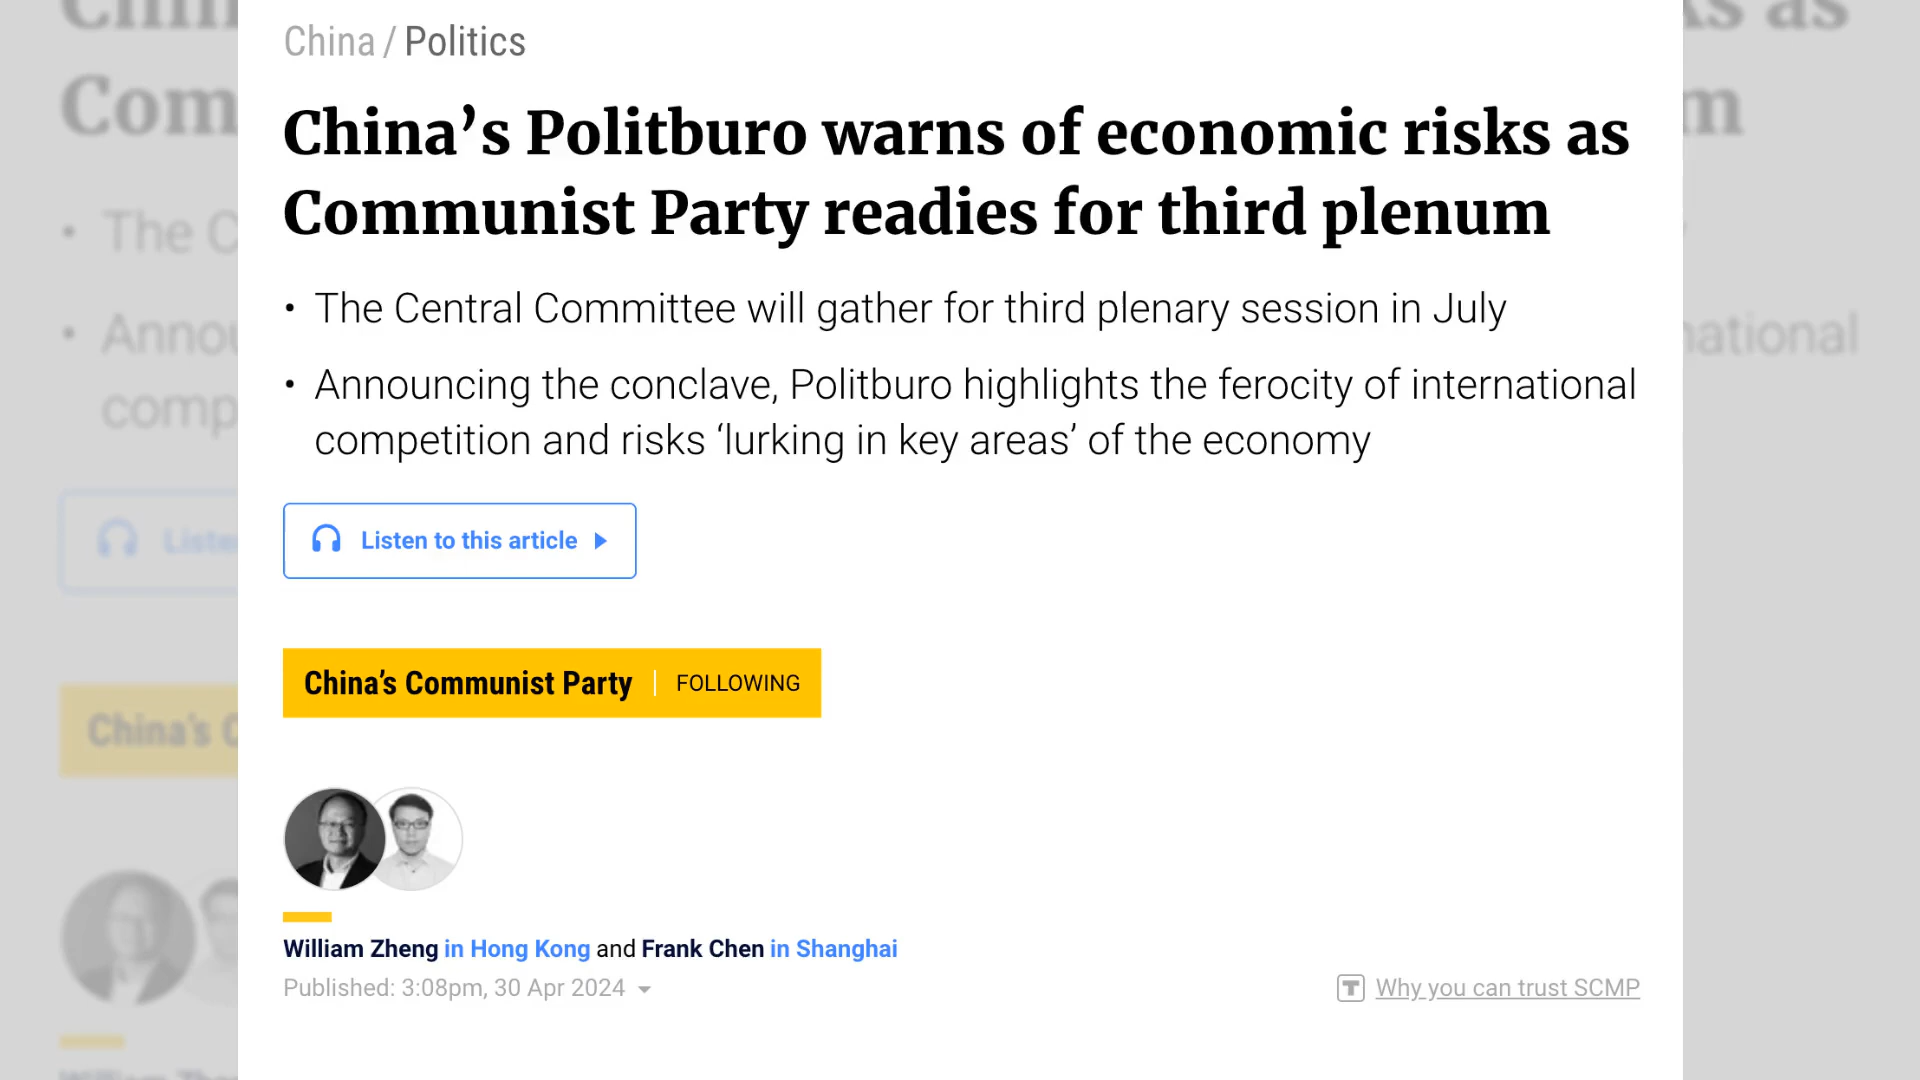 China / Politics
China’s Politburo warns of economic risks as
Communist Party readies for third plenum
• The Central Committee will gather for third plenary session in July
• Announcing the conclave, Politburo highlights the ferocity of international
competition and risks ‘lurking in key areas’ of the economy
Listen to this article
China’s Communist Party | FOLLOWING
William Zheng in Hong Kong and Frank Chen in Shanghai
Published: 3:08pm, 30 Apr 2024
Why you can trust SCMP